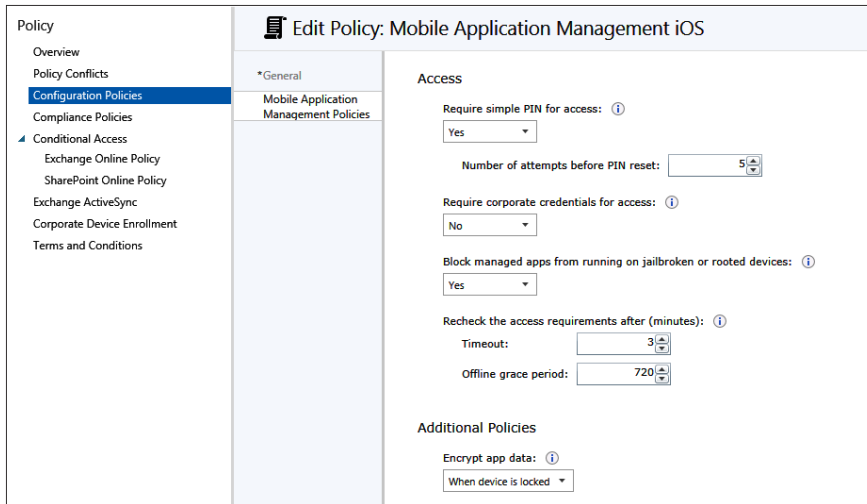 Policy
Overview
Policy Conflicts
Configuration Policies
Compliance Policies
Conditional Access
Exchange Online Policy
SharePoint Online Policy
Exchange ActiveSync
Corporate Device Enrollment
Terms and Conditions
Edit Policy: Mobile Application Management iOS
*General
Mobile Application
Management Policies
Access
Require simple PIN for access:
Yes
Number of attempts before PIN reset: 5
Require corporate credentials for access:
No
Block managed apps from running on jailbroken or rooted devices:
Yes
Recheck the access requirements after (minutes):
Timeout: 3
Offline grace period: 720
Additional Policies
Encrypt app data:
When device is locked